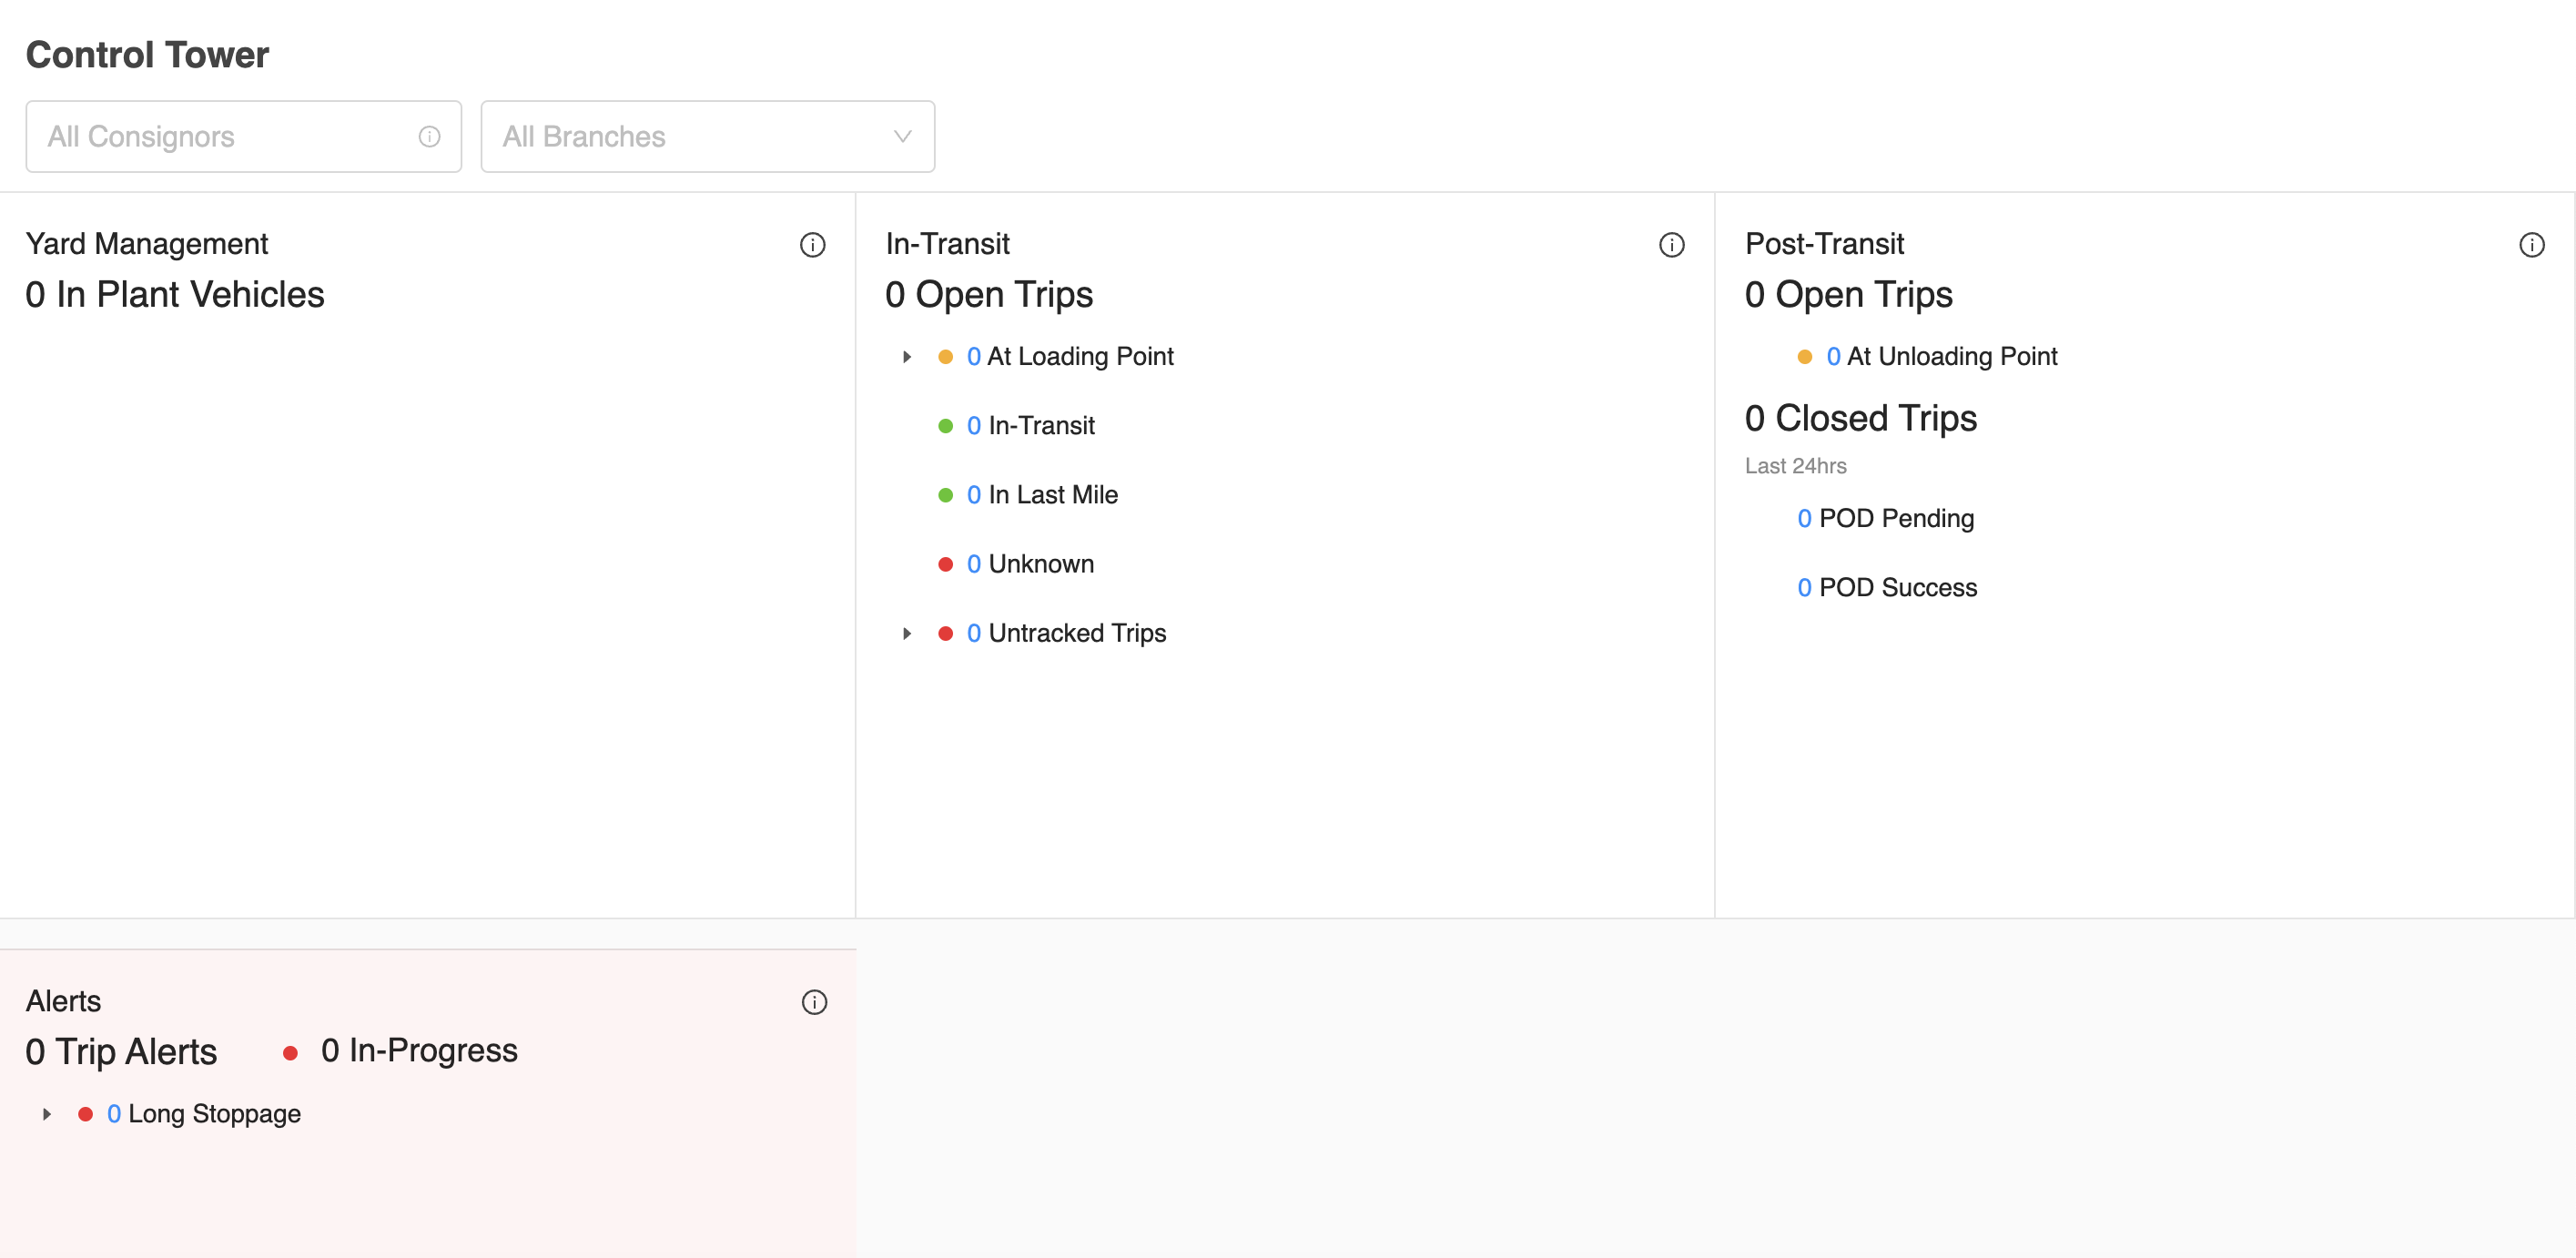 Control Tower
All Consignors
All Branches
Yard Management
0 In Plant Vehicles
In-Transit
0 Open Trips
0 At Loading Point
0 In-Transit
0 In Last Mile
0 Unknown
0 Untracked Trips
Post-Transit
0 Open Trips
0 At Unloading Point
0 Closed Trips
Last 24hrs
0 POD Pending
0 POD Success
Alerts
0 Trip Alerts
0 In-Progress
0 Long Stoppage